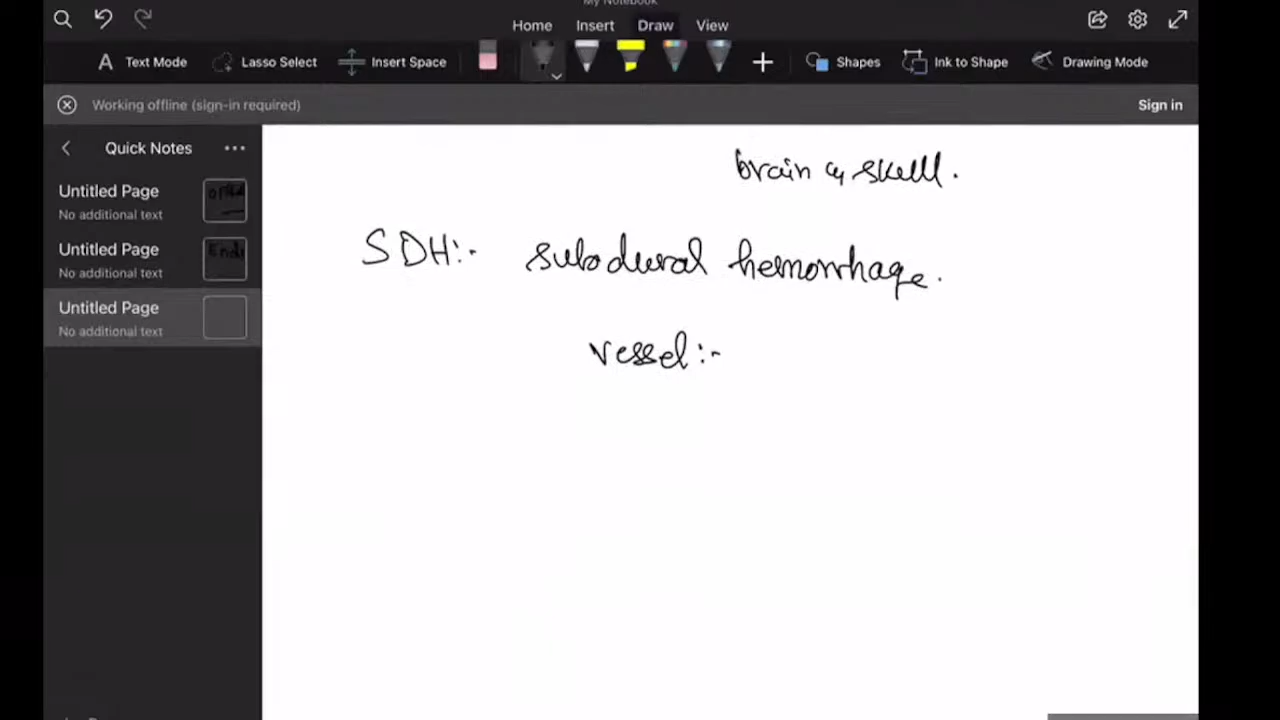 My Notebook
Home Insert Draw View
Text Mode Lasso Select Insert Space Shapes Ink to Shape Drawing Mode
Working offline (sign-in required) Sign in
Quick Notes
Untitled Page
No additional text
Untitled Page
No additional text
Untitled Page
No additional text
brain skull.
SDH:- subdural hemorrhage.
vessel:-